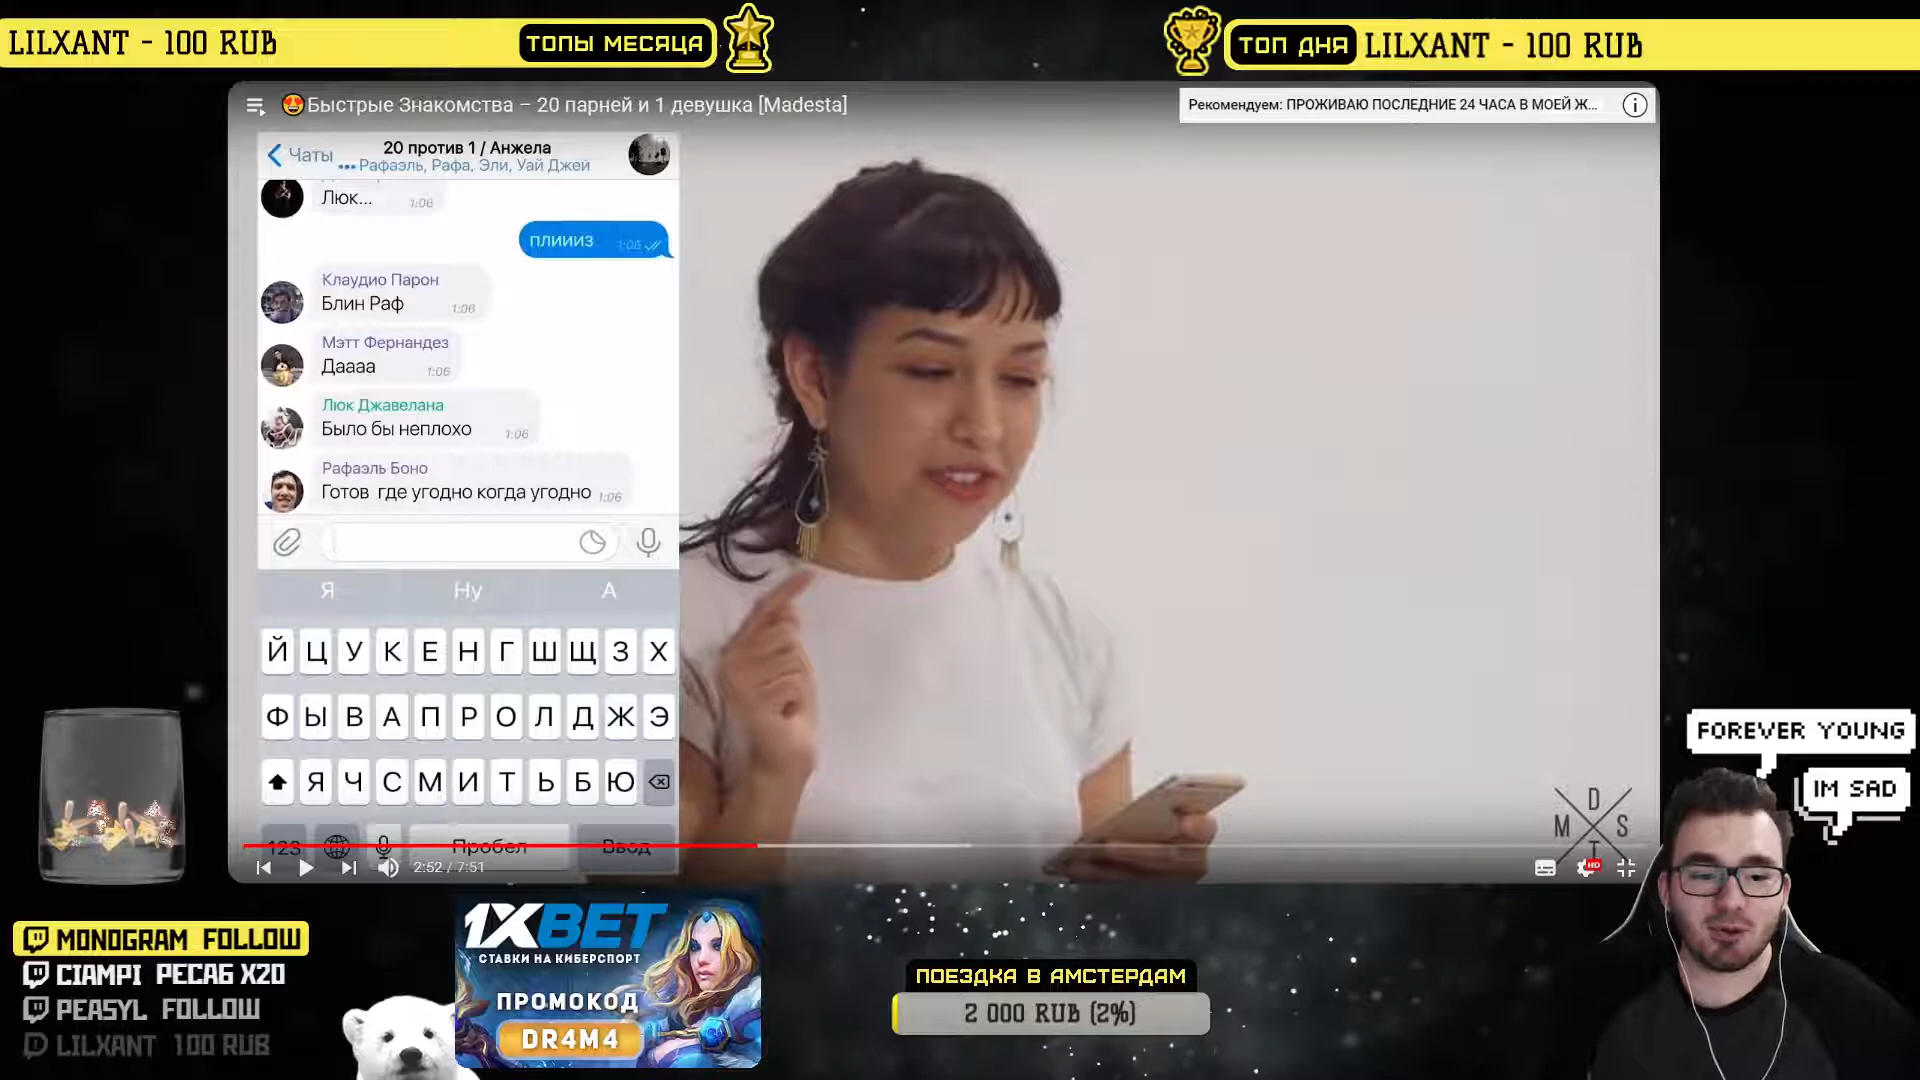 LILXANT - 100 RUB
ТОПЫ МЕСЯЦА
ТОП ДНЯ
LILXANT - 100 RUB
Быстрые Знакомства – 20 парней и 1 девушка [Madesta]
Рекомендуем: ПРОЖИВАЮ ПОСЛЕДНИЕ 24 ЧАСА В МОЕЙ Ж...
Чаты
20 против 1 / Анжела
Рафаэль, Рафа, Эли, Уай Джей
Люк... 1:06
плиииз 1:06
Клаудио Парон
Блин Раф 1:06
Мэтт Фернандез
Даааа 1:06
Люк Джавелана
Было бы неплохо 1:06
Рафаэль Боно
Готов где угодно когда угодно 1:06
Я Ну А
Й Ц У К Е Н Г Ш Щ З Х
Ф Ы В А П Р О Л Д Ж Э
Я Ч С М И Т Ь Б Ю
123 Пробел Ввод
2:52 / 7:51
HD
D
M S
T
FOREVER YOUNG
IM SAD
MONOGRAM FOLLOW
CIAMPI РЕСАБ X20
PEASYL FOLLOW
LILXANT 100 RUB
1XBET
СТАВКИ НА КИБЕРСПОРТ
ПРОМОКОД
DR4M4
ПОЕЗДКА В АМСТЕРДАМ
2 000 RUB (2%)